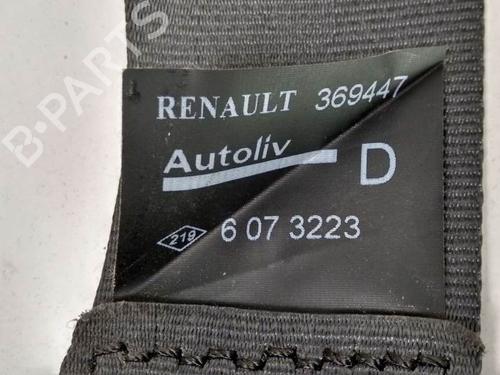 B-PARTS
RENAULT 369447
Autoliv
D
219 6 07 3223